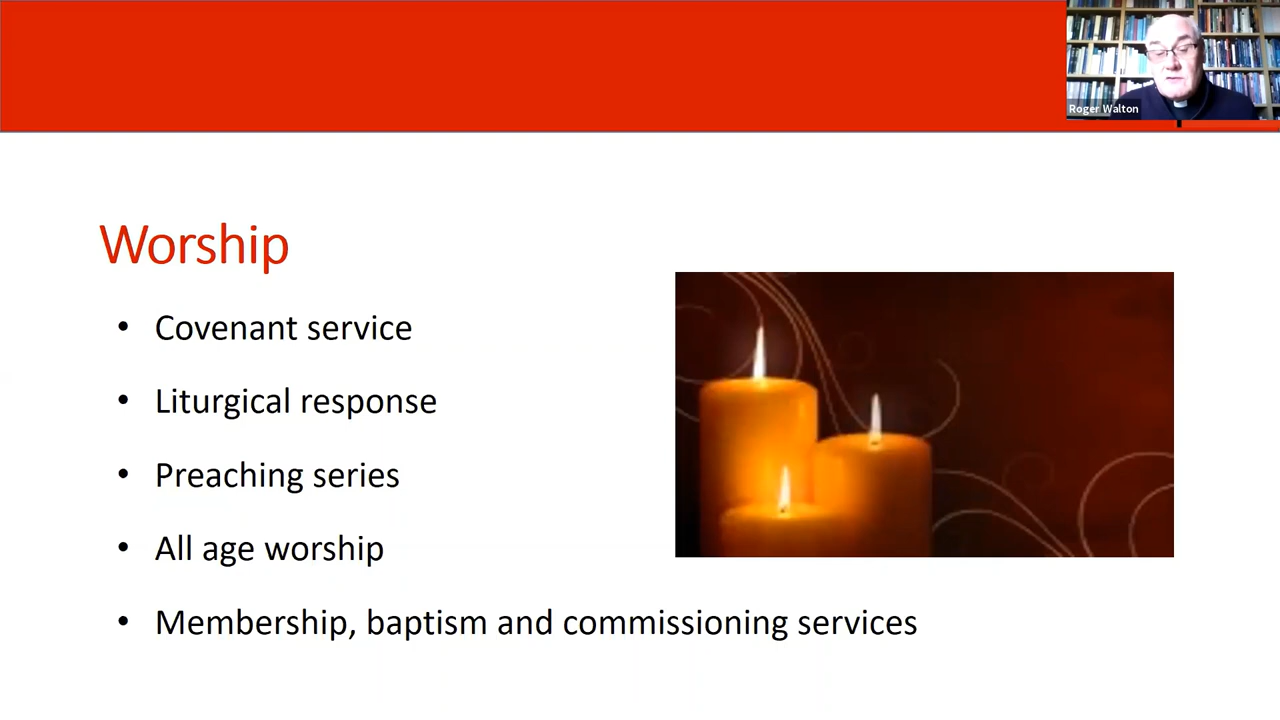 Roger Walton
Worship
• Covenant service
• Liturgical response
• Preaching series
• All age worship
• Membership, baptism and commissioning services